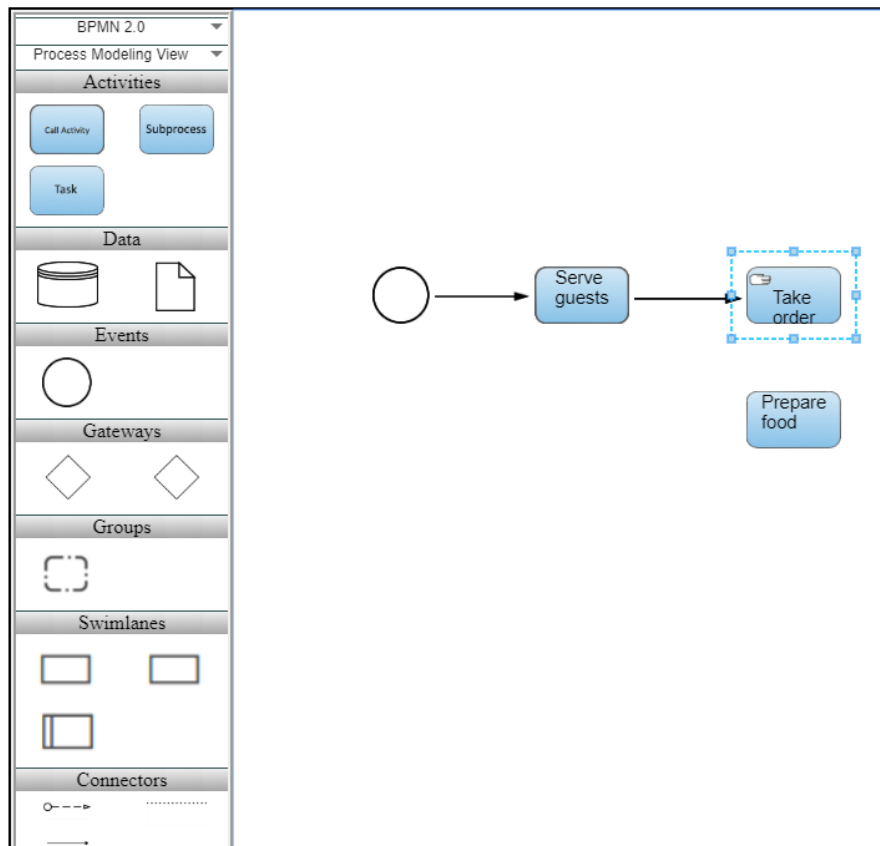 BPMN 2.0
Process Modeling View
Activities
Call Activity
Subprocess
Task
Data
Events
Gateways
Groups
Swimlanes
Connectors
Serve
guests
Take
order
Prepare
food